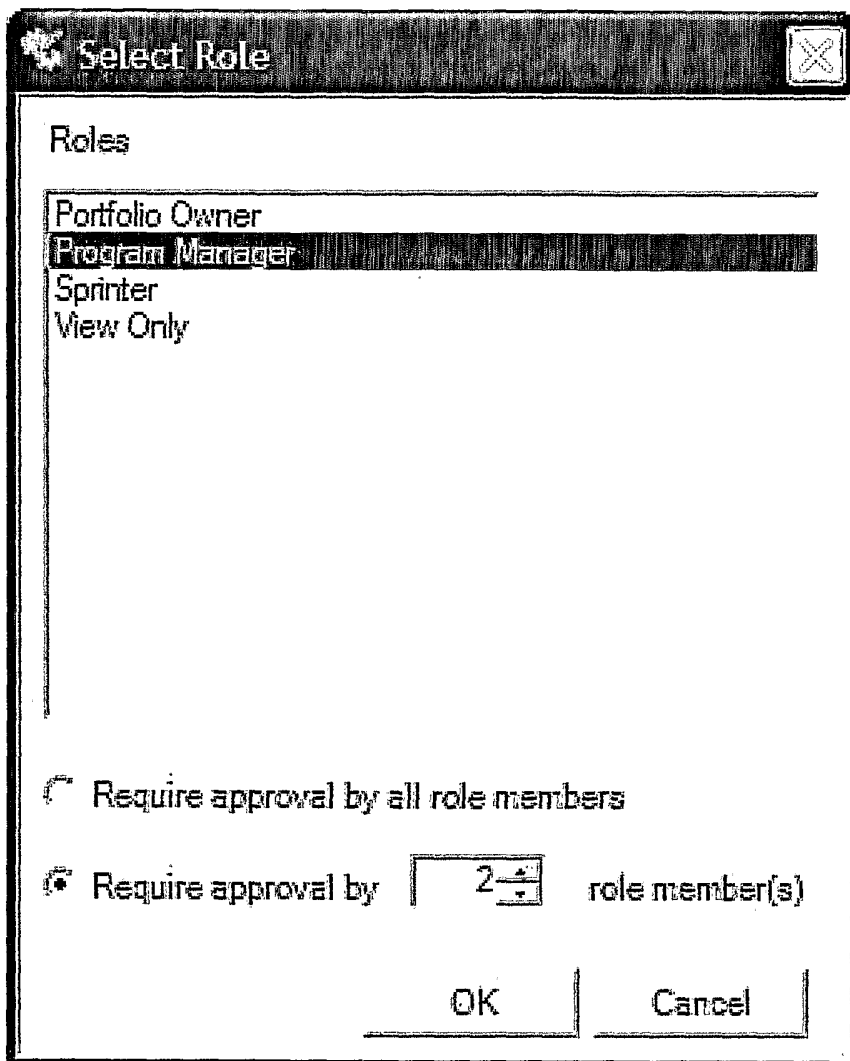 Select Role
Roles
Portfolio Owner
Program Manager
Sprinter
View Only
Require approval by all role members
Require approval by 2 role member(s)
OK Cancel